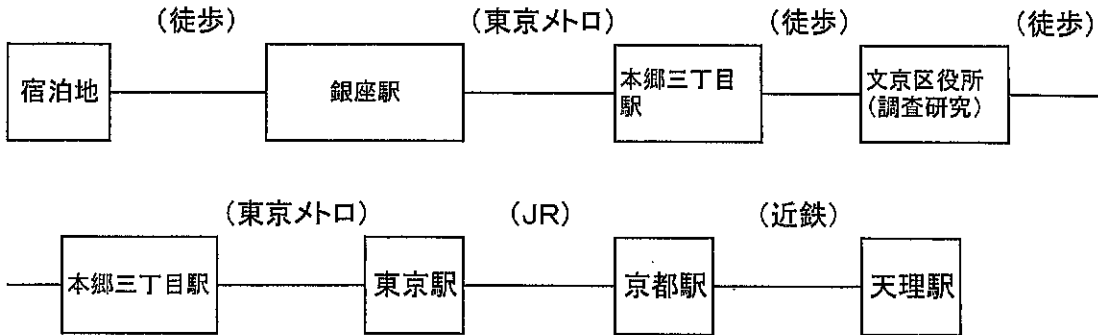 (徒歩) (東京メトロ) (徒歩) (徒歩)
宿泊地 銀座駅 本郷三丁目駅 文京区役所(調査研究)
(東京メトロ) (JR) (近鉄)
本郷三丁目駅 東京駅 京都駅 天理駅